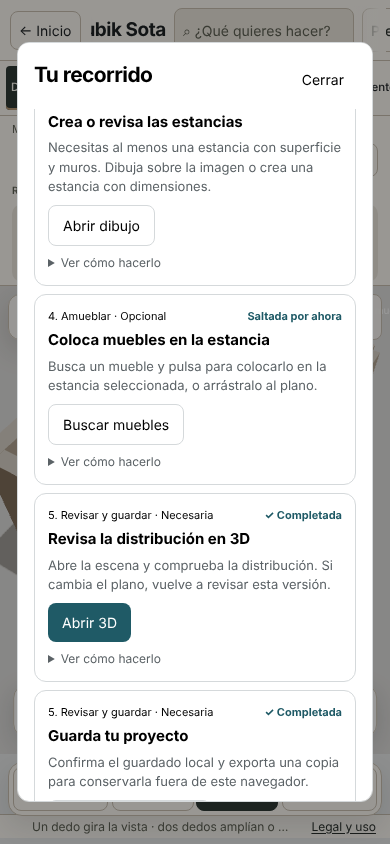 ← Inicio
ıbik Sota
¿Qué quieres hacer?
Tu recorrido
Cerrar
Crea o revisa las estancias
Necesitas al menos una estancia con superficie
y muros. Dibuja sobre la imagen o crea una
estancia con dimensiones.
Abrir dibujo
▶ Ver cómo hacerlo
4. Amueblar · Opcional
Saltada por ahora
Coloca muebles en la estancia
Busca un mueble y pulsa para colocarlo en la
estancia seleccionada, o arrástralo al plano.
Buscar muebles
▶ Ver cómo hacerlo
5. Revisar y guardar · Necesaria
✓ Completada
Revisa la distribución en 3D
Abre la escena y comprueba la distribución. Si
cambia el plano, vuelve a revisar esta versión.
Abrir 3D
▶ Ver cómo hacerlo
5. Revisar y guardar · Necesaria
✓ Completada
Guarda tu proyecto
Confirma el guardado local y exporta una copia
para conservarla fuera de este navegador.
Un dedo gira la vista · dos dedos amplían o ...
Legal y uso